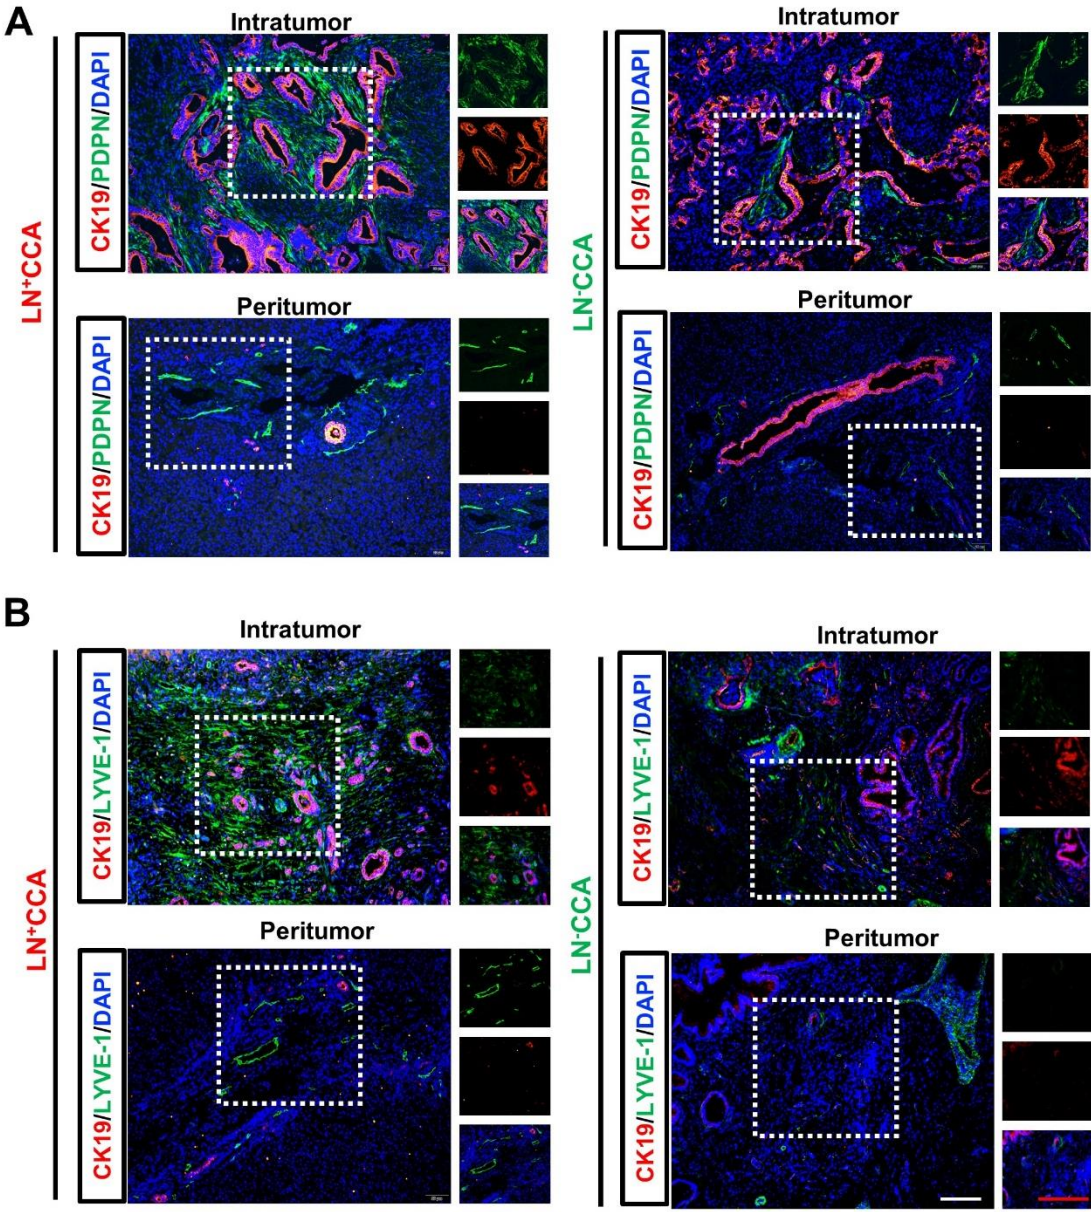 A
Intratumor
CK19/PDPN/DAPI
Peritumor
CK19/PDPN/DAPI
LN⁺CCA
Intratumor
CK19/PDPN/DAPI
Peritumor
CK19/PDPN/DAPI
LN⁻CCA
B
Intratumor
CK19/LYVE-1/DAPI
Peritumor
CK19/LYVE-1/DAPI
LN⁺CCA
Intratumor
CK19/LYVE-1/DAPI
Peritumor
CK19/LYVE-1/DAPI
LN⁻CCA